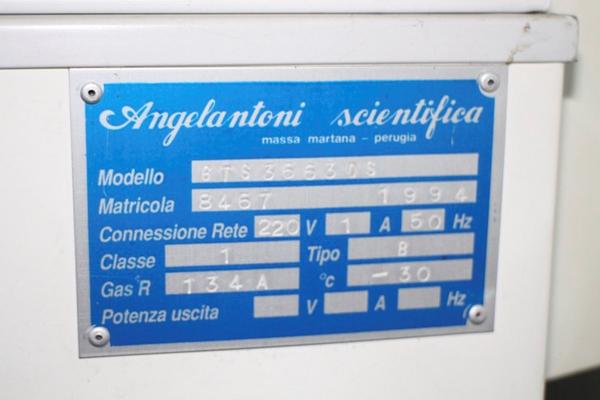 Angelantoni scientifica
massa martana - perugia
Modello
Matricola 8467 1994
Connessione Rete 220 V 1 A 50 Hz
Classe 1 Tipo B
Gas R 134A °c -30
Potenza uscita V A Hz